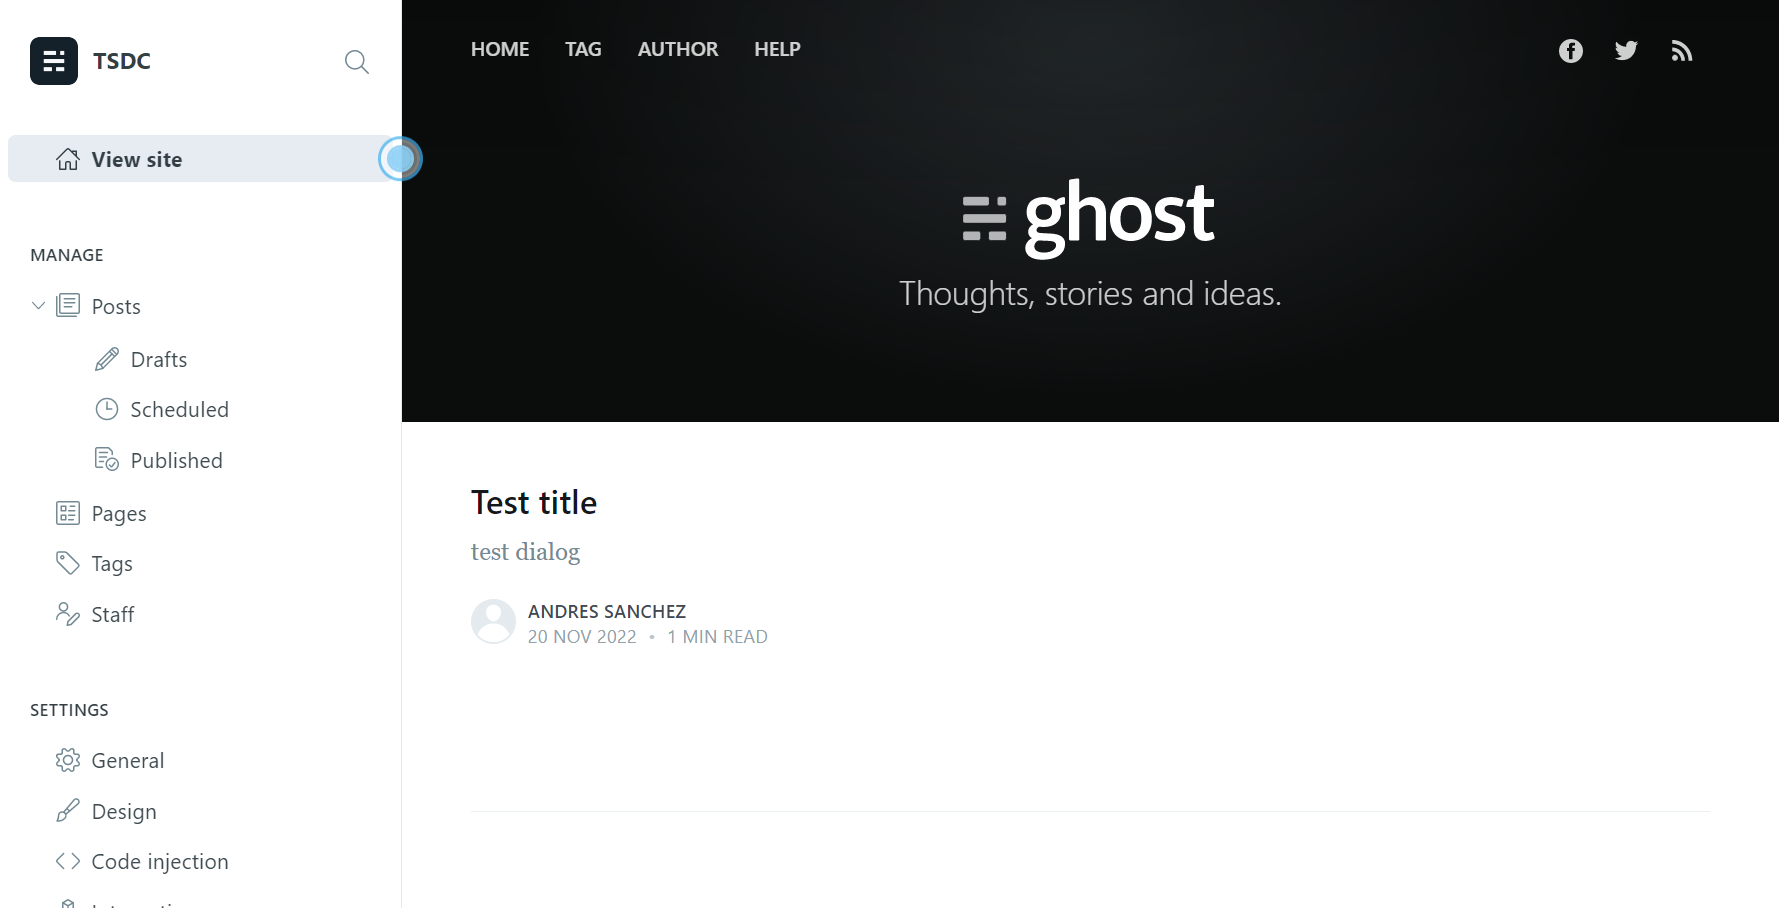 TSDC
View site
MANAGE
Posts
Drafts
Scheduled
Published
Pages
Tags
Staff
SETTINGS
General
Design
Code injection
HOME TAG AUTHOR HELP
ghost
Thoughts, stories and ideas.
Test title
test dialog
ANDRES SANCHEZ
20 NOV 2022 • 1 MIN READ